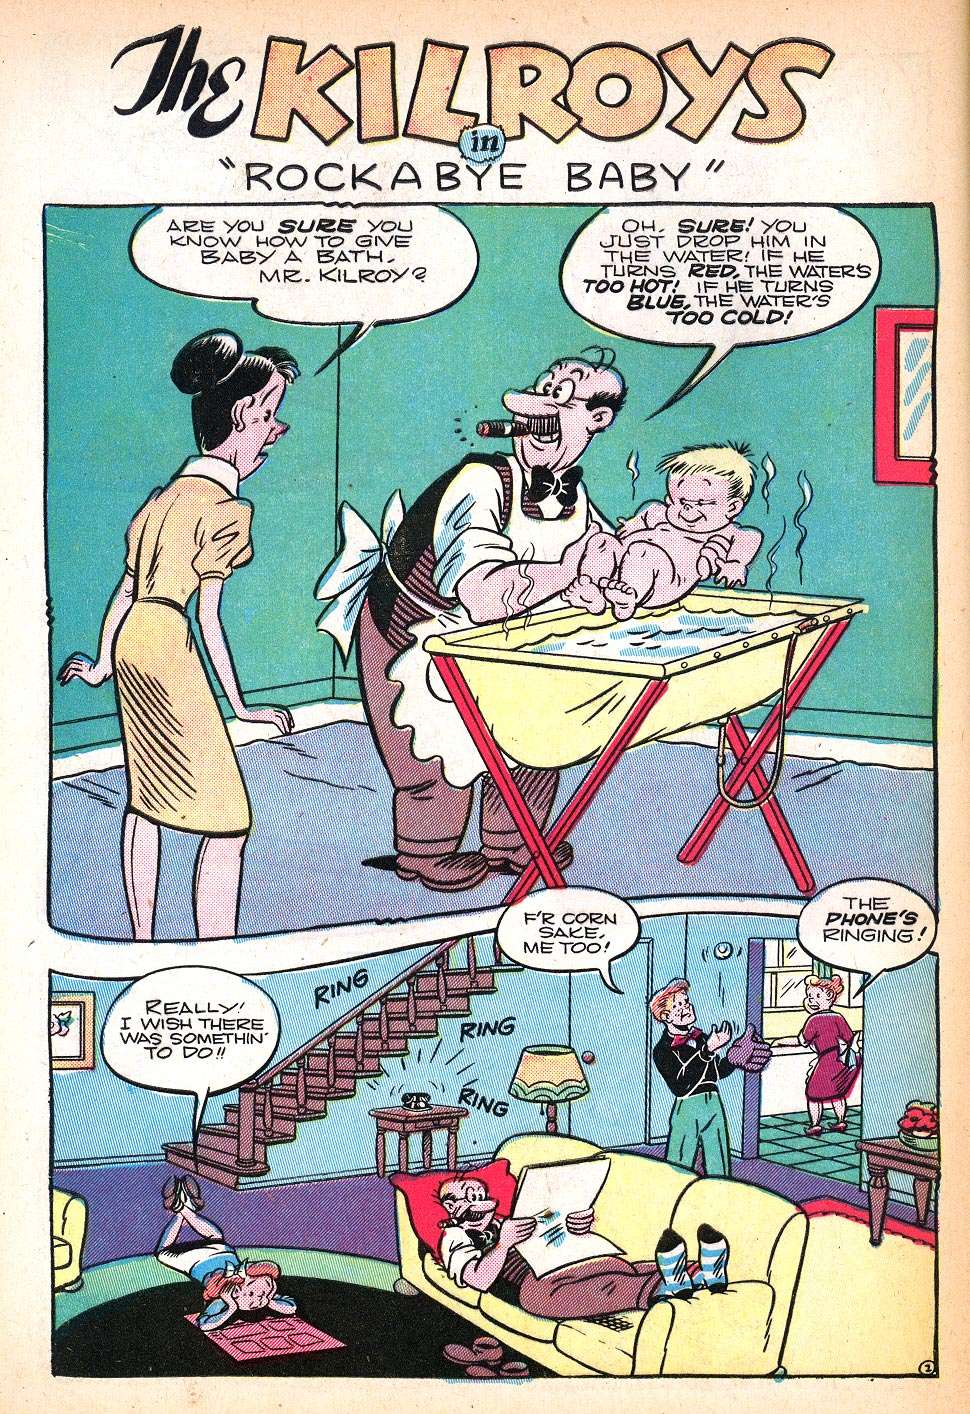 The KILROYS
in
"ROCKABYE BABY"
ARE YOU SURE YOU
KNOW HOW TO GIVE
BABY A BATH,
MR. KILROY?
OH, SURE! YOU
JUST DROP HIM IN
THE WATER! IF HE
TURNS RED, THE WATER'S
TOO HOT! IF HE TURNS
BLUE, THE WATER'S
TOO COLD!
REALLY!
I WISH THERE
WAS SOMETHIN'
TO DO!!
RING
RING
RING
F'R CORN
SAKE,
ME TOO!
THE
PHONE'S
RINGING!
2